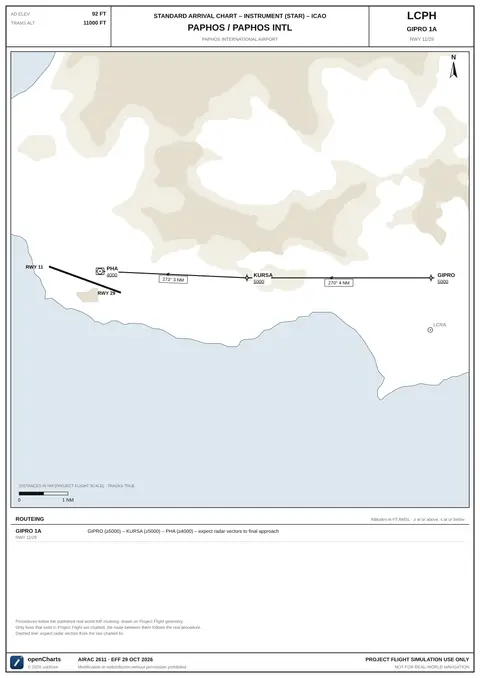 AD ELEV 92 FT
TRANS ALT 11000 FT
STANDARD ARRIVAL CHART – INSTRUMENT (STAR) – ICAO
PAPHOS / PAPHOS INTL
PAPHOS INTERNATIONAL AIRPORT
LCPH
GIPRO 1A
RWY 11/29
N
RWY 11
PHA
4000
272° 3 NM
KURSA
5000
270° 4 NM
GIPRO
5000
RWY 29
LCRA
DISTANCES IN NM (PROJECT FLIGHT SCALE) · TRACKS TRUE
0 1 NM
ROUTEING
Altitudes in FT AMSL · ≥ at or above, ≤ at or below
GIPRO 1A
GIPRO (≥5000) – KURSA (≥5000) – PHA (≥4000) – expect radar vectors to final approach
RWY 11/29
Procedures follow the published real world AIP routeing, drawn on Project Flight geometry.
Only fixes that exist in Project Flight are charted; the route between them follows the real procedure.
Dashed line: expect radar vectors from the last charted fix.
openCharts
© 2026
AIRAC 2611 · EFF 29 OCT 2026
Modification or redistribution without permission prohibited
PROJECT FLIGHT SIMULATION USE ONLY
NOT FOR REAL-WORLD NAVIGATION